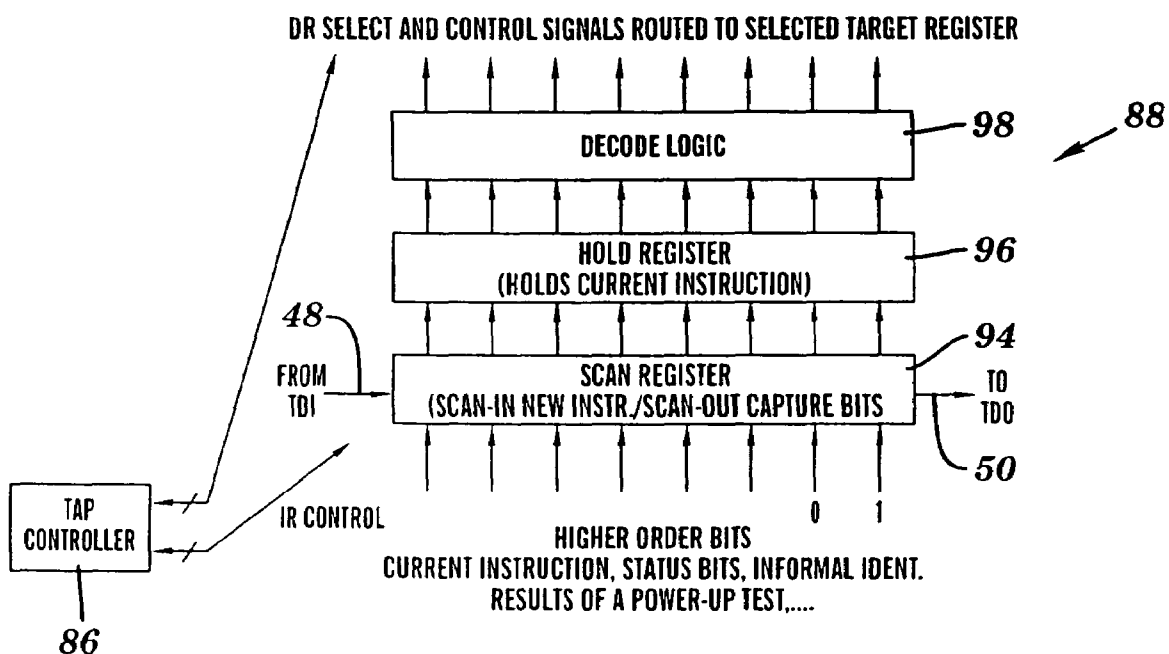 DR SELECT AND CONTROL SIGNALS ROUTED TO SELECTED TARGET REGISTER
DECODE LOGIC
98
88
HOLD REGISTER
(HOLDS CURRENT INSTRUCTION)
96
48
FROM
TDI
SCAN REGISTER
(SCAN-IN NEW INSTR./SCAN-OUT CAPTURE BITS
94
TO
TDO
50
TAP
CONTROLLER
86
IR CONTROL
0 1
HIGHER ORDER BITS
CURRENT INSTRUCTION, STATUS BITS, INFORMAL IDENT.
RESULTS OF A POWER-UP TEST,....